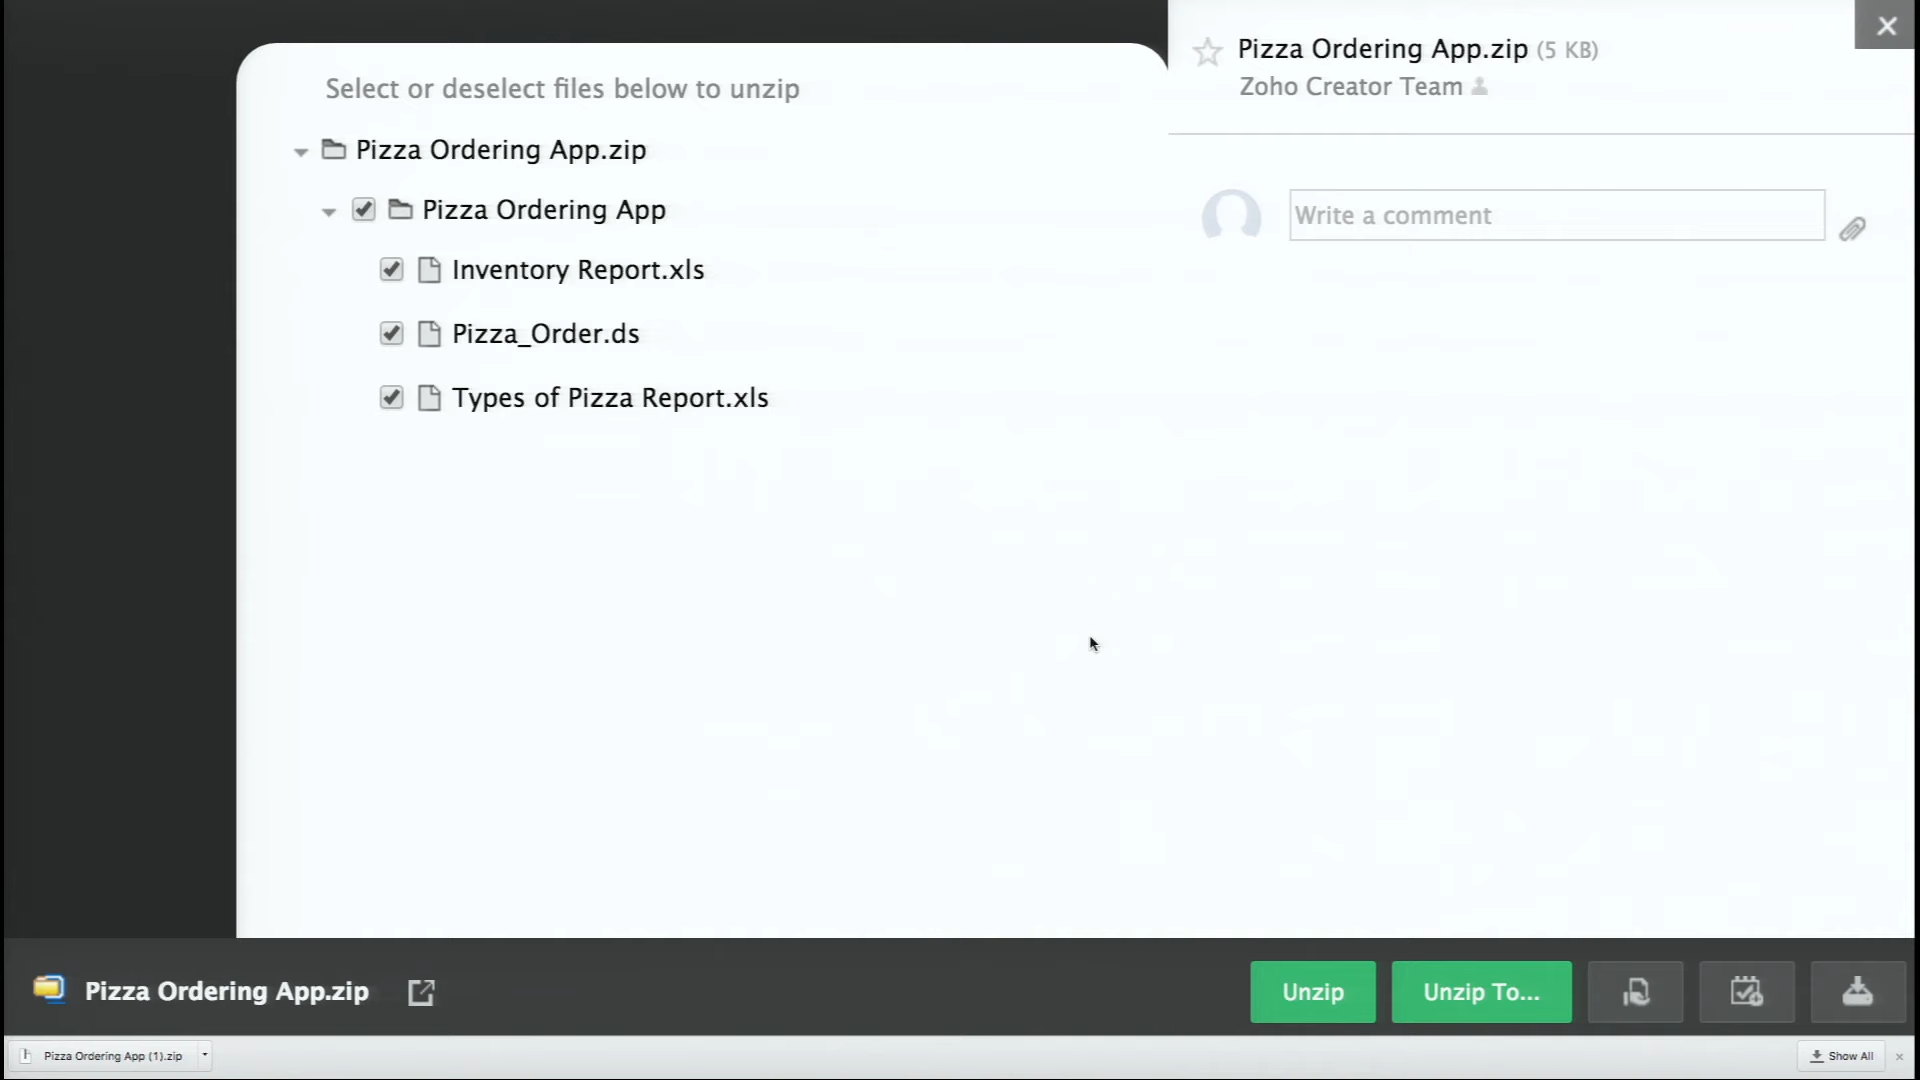 Select or deselect files below to unzip
Pizza Ordering App.zip
Pizza Ordering App
Inventory Report.xls
Pizza_Order.ds
Types of Pizza Report.xls
Pizza Ordering App.zip (5 KB)
Zoho Creator Team
Write a comment
Pizza Ordering App.zip
Unzip
Unzip To...
Pizza Ordering App (1).zip
Show All